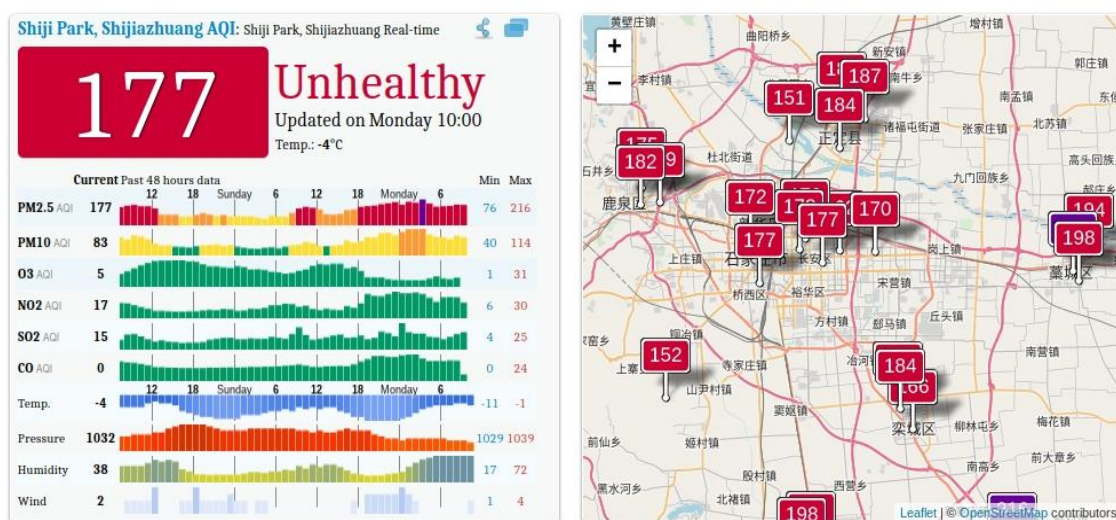 Shiji Park, Shijiazhuang AQI: Shiji Park, Shijiazhuang Real-time
177
Unhealthy
Updated on Monday 10:00
Temp.: -4°C
Current Past 48 hours data Min Max
12 18 Sunday 6 12 18 Monday 6
PM2.5 AQI 177 76 216
PM10 AQI 83 40 114
O3 AQI 5 1 31
NO2 AQI 17 6 30
SO2 AQI 15 4 25
CO AQI 0 0 24
12 18 Sunday 6 12 18 Monday 6
Temp. -4 -11 -1
Pressure 1032 1029 1039
Humidity 38 17 72
Wind 2 1 4
+
−
黄壁庄镇
曲阳桥乡
增村镇
新安镇
郭庄镇
李村镇
187
南牛乡
151
184
南孟镇
正定县
诸福屯街道
张家庄镇
北苏镇
182
杜北街道
高头回族乡
石井乡
九门回族乡
鹿泉区
172
177
170
194
177
198
岗上镇
上庄镇
长安区
藁城区
桥西区
裕华区
宋营镇
方村镇
郄马镇
丘头镇
152
184
166
南营镇
寺家庄镇
山尹村镇
窦妪镇
栾城区
柳林屯乡
梅花镇
前仙乡
姬村镇
南高乡
前大章乡
殷村镇
西营乡
黑水河乡
北褚镇
198
Leaflet | © OpenStreetMap contributors